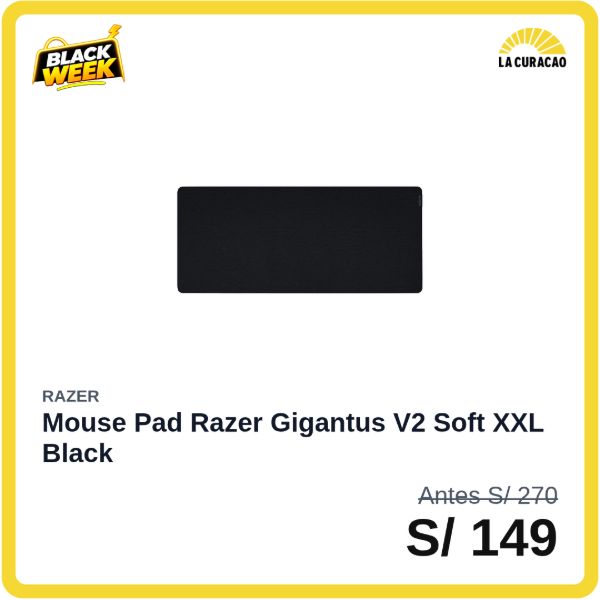 BLACK
WEEK
LA CURACAO
RAZER
Mouse Pad Razer Gigantus V2 Soft XXL
Black
Antes S/ 270
S/ 149